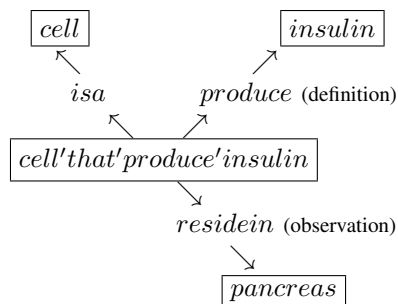 cell insulin
isa produce (definition)
cell'that'produce'insulin
residein (observation)
pancreas